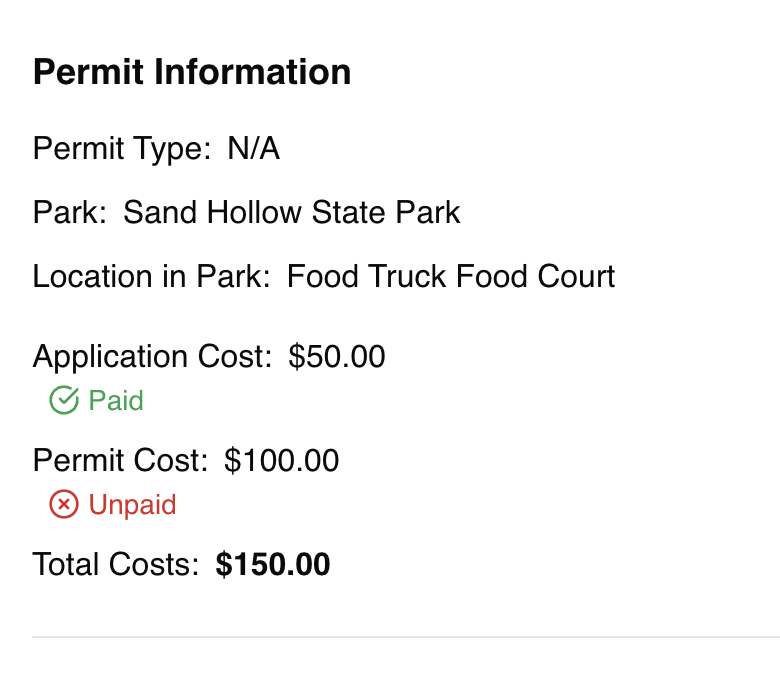 Permit Information
Permit Type: N/A
Park: Sand Hollow State Park
Location in Park: Food Truck Food Court
Application Cost: $50.00
Paid
Permit Cost: $100.00
Unpaid
Total Costs: $150.00